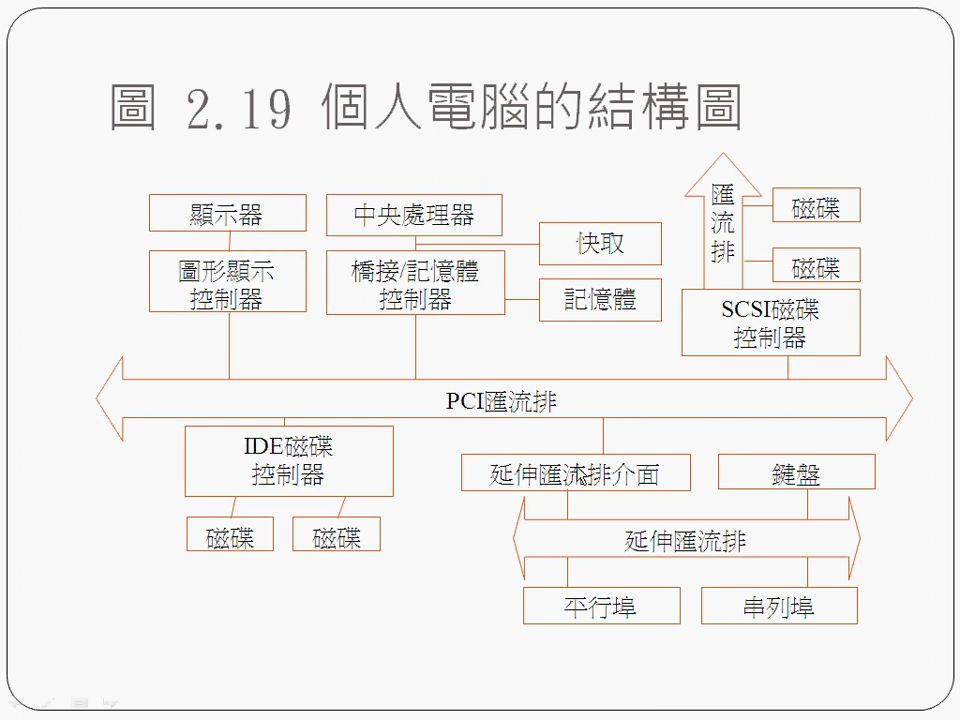 圖 2.19 個人電腦的結構圖
顯示器
中央處理器
匯
流
排
磁碟
快取
圖形顯示
控制器
橋接/記憶體
控制器
磁碟
記憶體
SCSI磁碟
控制器
PCI匯流排
IDE磁碟
控制器
延伸匯流排介面
鍵盤
磁碟
磁碟
延伸匯流排
平行埠
串列埠